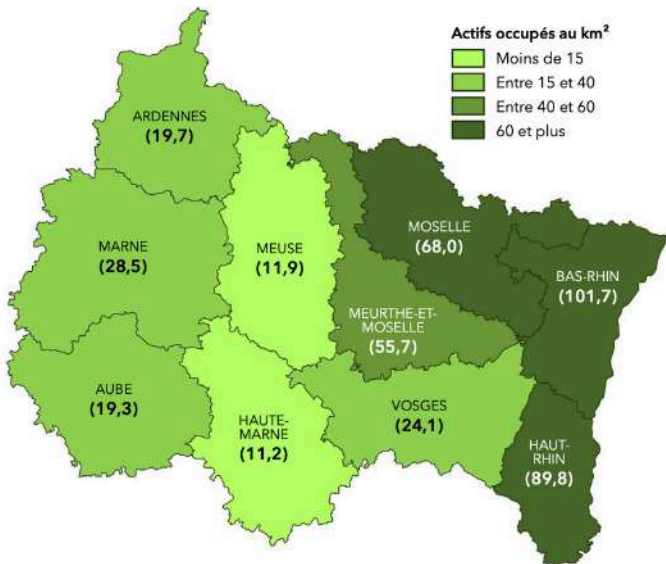 Actifs occupés au km²
Moins de 15
Entre 15 et 40
Entre 40 et 60
60 et plus
ARDENNES
(19,7)
MARNE
(28,5)
MEUSE
(11,9)
MOSELLE
(68,0)
BAS-RHIN
(101,7)
MEURTHE-ET-
MOSELLE
(55,7)
AUBE
(19,3)
HAUTE-
MARNE
(11,2)
VOSGES
(24,1)
HAUT-
RHIN
(89,8)